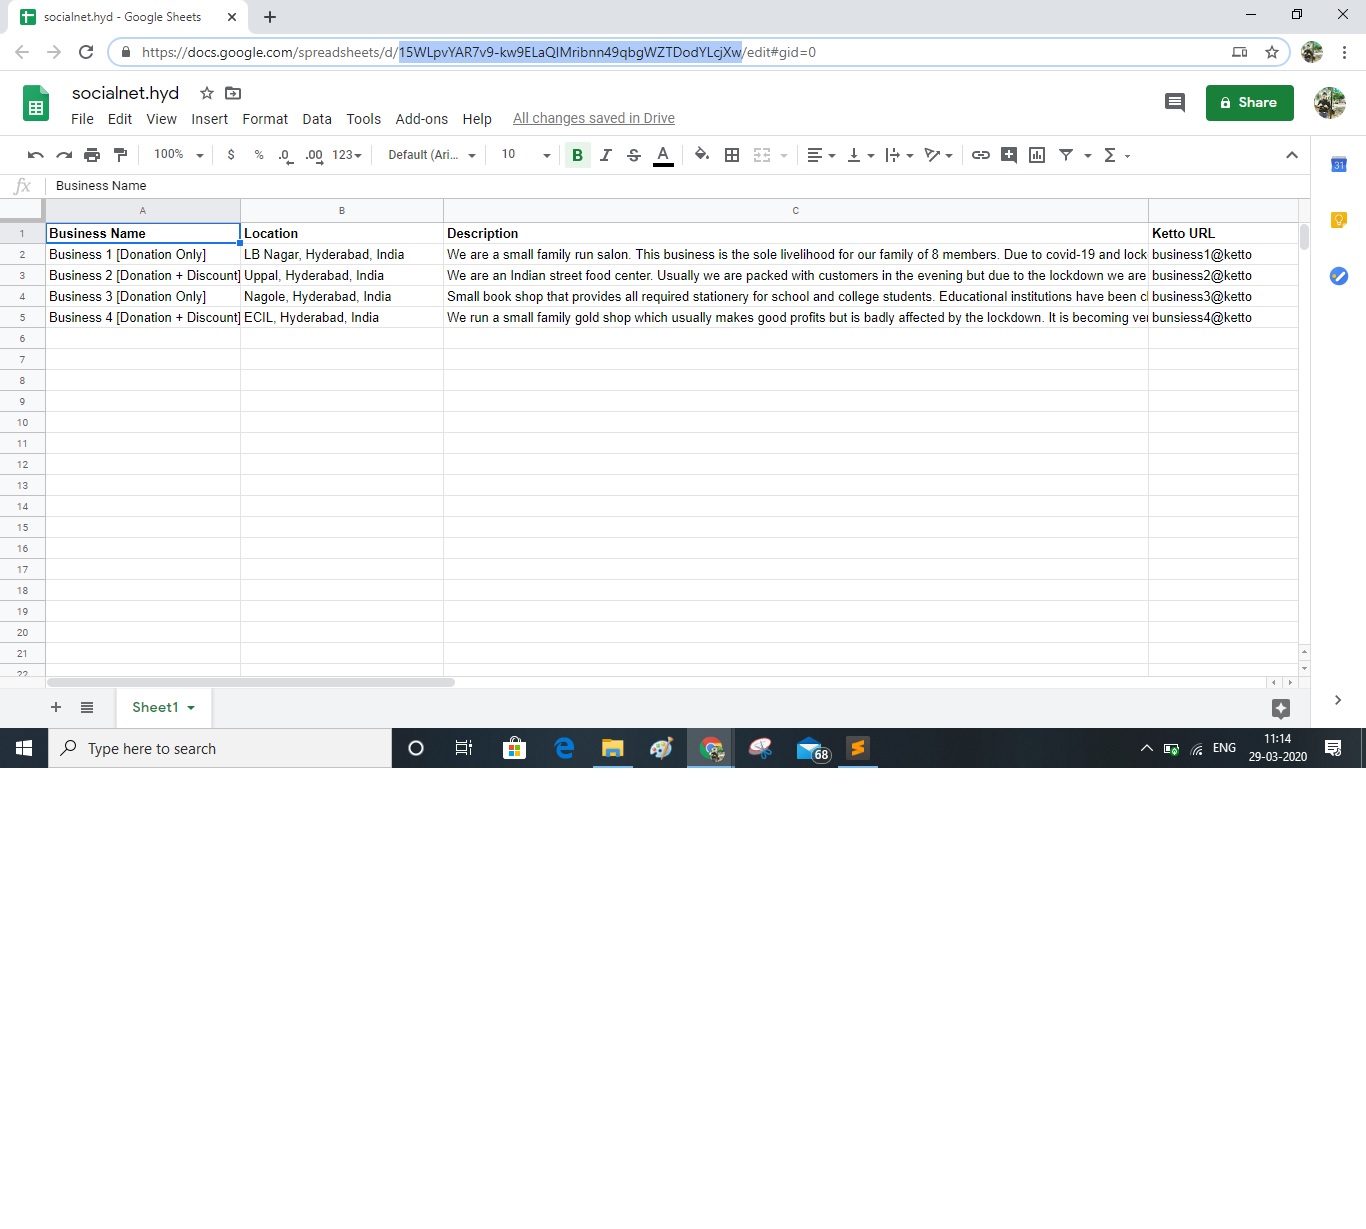 socialnet.hyd - Google Sheets
https://docs.google.com/spreadsheets/d/15WLpvYAR7v9-kw9ELaQIMribnn49qbgWZTDodYLcjXw/edit#gid=0
socialnet.hyd
Share
File Edit View Insert Format Data Tools Add-ons Help All changes saved in Drive
100% $ % .0 .00 123 Default (Ari... 10 B I S A
fx Business Name
A B C
1 Business Name Location Description Ketto URL
2 Business 1 [Donation Only] LB Nagar, Hyderabad, India We are a small family run salon. This business is the sole livelihood for our family of 8 members. Due to covid-19 and lock business1@ketto
3 Business 2 [Donation + Discount] Uppal, Hyderabad, India We are an Indian street food center. Usually we are packed with customers in the evening but due to the lockdown we are business2@ketto
4 Business 3 [Donation Only] Nagole, Hyderabad, India Small book shop that provides all required stationery for school and college students. Educational institutions have been cl business3@ketto
5 Business 4 [Donation + Discount] ECIL, Hyderabad, India We run a small family gold shop which usually makes good profits but is badly affected by the lockdown. It is becoming ver bunsiess4@ketto
6
7
8
9
10
11
12
13
14
15
16
17
18
19
20
21
22
31
Sheet1
Type here to search
68
ENG
11:14
29-03-2020